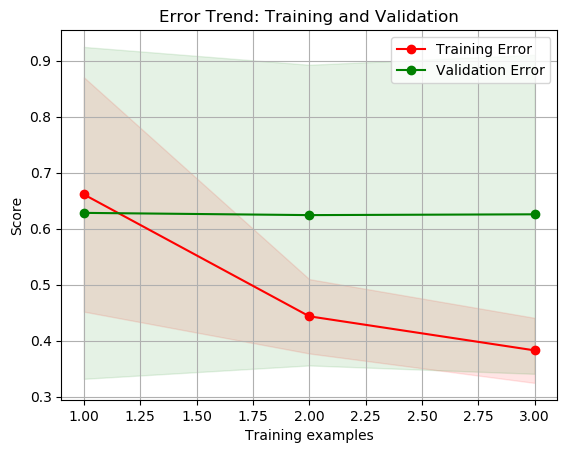 Error Trend: Training and Validation
Training Error
Validation Error
0.9
0.8
0.7
0.6
0.5
0.4
0.3
Score
1.00 1.25 1.50 1.75 2.00 2.25 2.50 2.75 3.00
Training examples